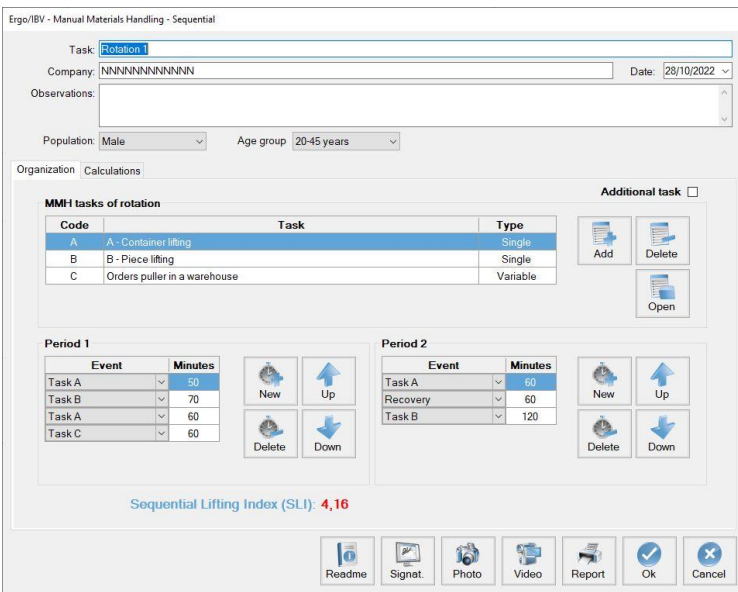 Ergo/IBV - Manual Materials Handling - Sequential
Task: Rotation 1
Company: NNNNNNNNNNNN Date: 28/10/2022
Observations:
Population: Male Age group 20-45 years
Organization Calculations
Additional task
MMH tasks of rotation
Code Task Type
A A - Container lifting Single
B B - Piece lifting Single
C Orders puller in a warehouse Variable
Add Delete
Open
Period 1
Event Minutes
Task A 50
Task B 70
Task A 60
Task C 60
New Up
Delete Down
Period 2
Event Minutes
Task A 60
Recovery 60
Task B 120
New Up
Delete Down
Sequential Lifting Index (SLI): 4,16
Readme Signat. Photo Video Report Ok Cancel